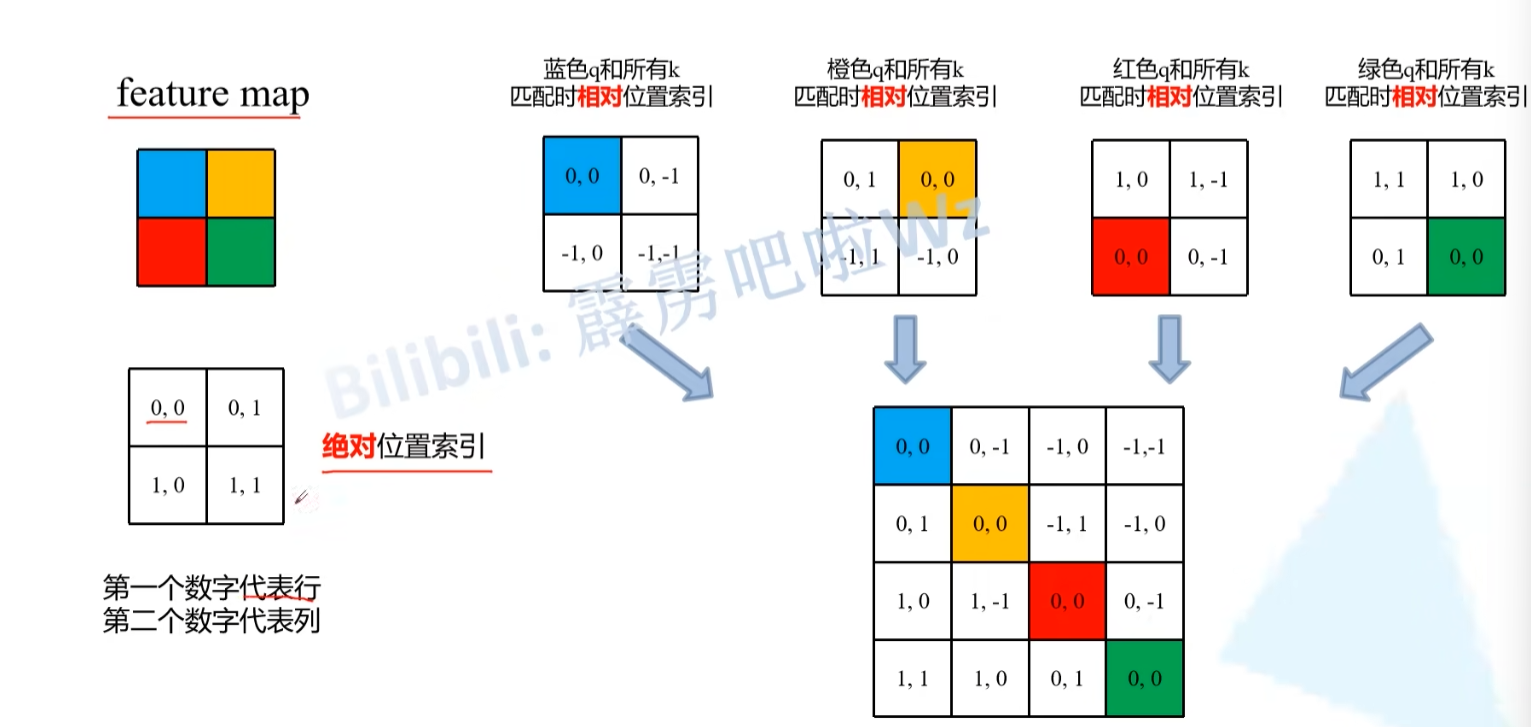 feature map
蓝色q和所有k
匹配时相对位置索引
橙色q和所有k
匹配时相对位置索引
红色q和所有k
匹配时相对位置索引
绿色q和所有k
匹配时相对位置索引
0, 0 0, -1
-1, 0 -1,-1
0, 1 0, 0
-1, 1 -1, 0
1, 0 1, -1
0, 0 0, -1
1, 1 1, 0
0, 1 0, 0
Bilibili: 霹雳吧啦Wz
0, 0 0, 1
1, 0 1, 1
绝对位置索引
第一个数字代表行
第二个数字代表列
0, 0 0, -1 -1, 0 -1,-1
0, 1 0, 0 -1, 1 -1, 0
1, 0 1, -1 0, 0 0, -1
1, 1 1, 0 0, 1 0, 0